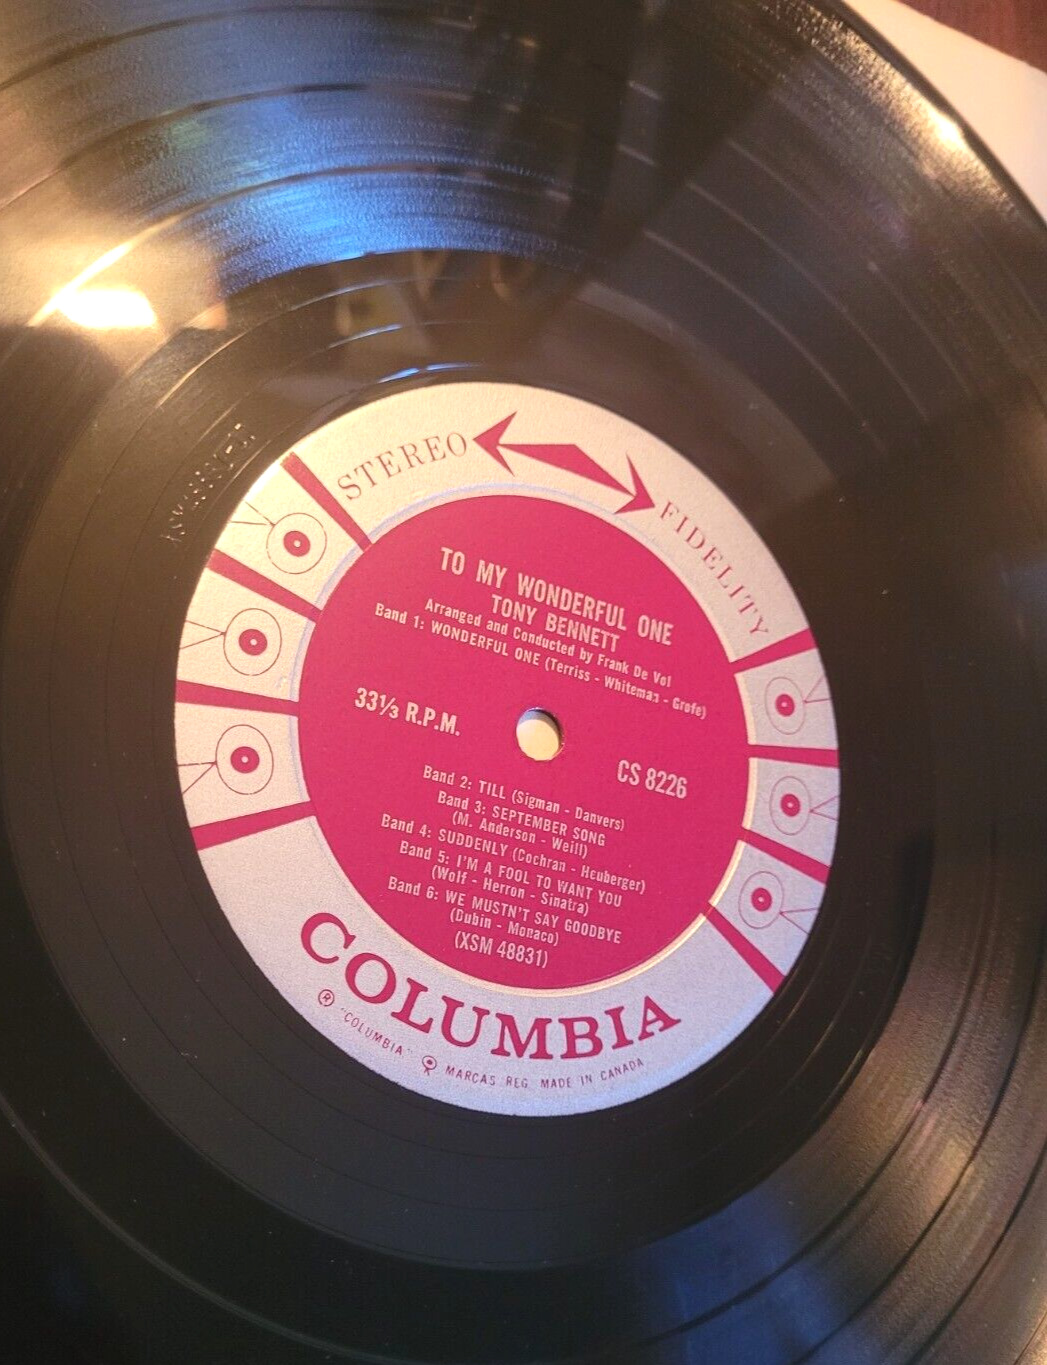 STEREO FIDELITY
TO MY WONDERFUL ONE
TONY BENNETT
Arranged and Conducted by Frank De Vol
Band 1: WONDERFUL ONE (Terriss - Whiteman - Grofe)
33⅓ R.P.M.
CS 8226
Band 2: TILL (Sigman - Danvers)
Band 3: SEPTEMBER SONG
(M. Anderson - Weill)
Band 4: SUDDENLY (Cochran - Heuberger)
Band 5: I'M A FOOL TO WANT YOU
(Wolf - Herron - Sinatra)
Band 6: WE MUSTN'T SAY GOODBYE
(Dubin - Monaco)
(XSM 48831)
COLUMBIA
® "COLUMBIA" MARCAS REG. MADE IN CANADA